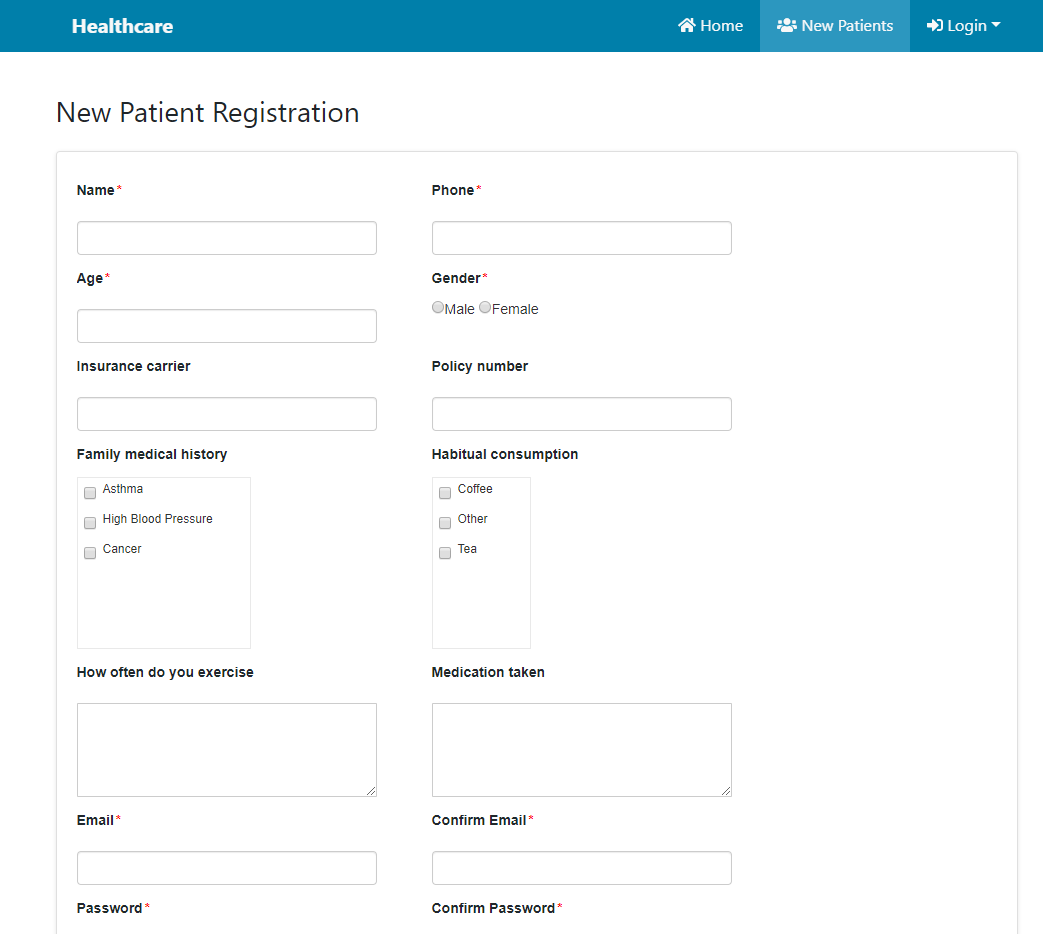 Healthcare Home New Patients Login
New Patient Registration
Name* Phone*
Age* Gender*
Male Female
Insurance carrier Policy number
Family medical history Habitual consumption
Asthma Coffee
High Blood Pressure Other
Cancer Tea
How often do you exercise Medication taken
Email* Confirm Email*
Password* Confirm Password*